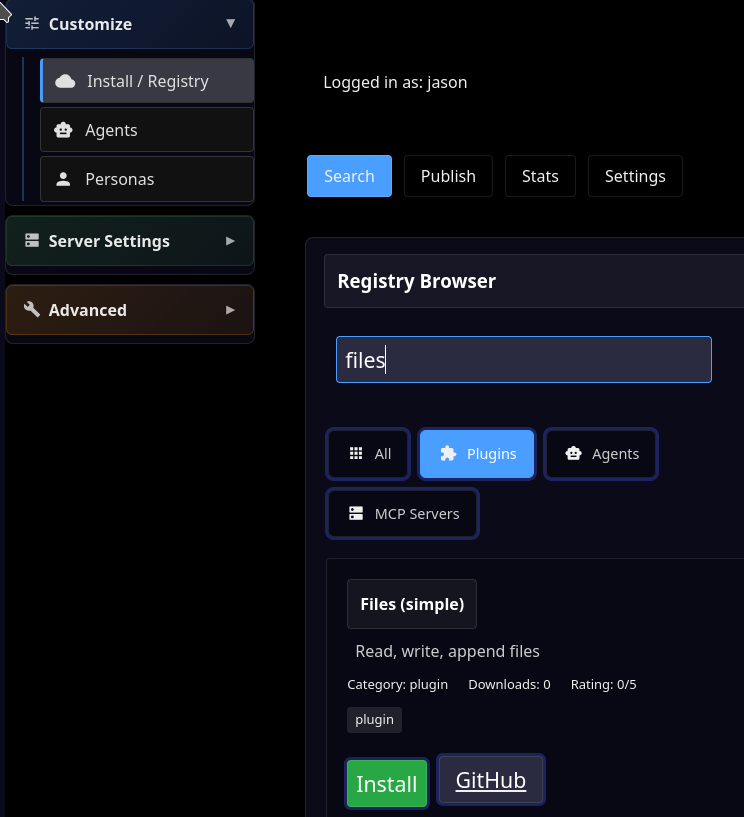 Customize ▼
Install / Registry
Agents
Personas
Server Settings ▶
Advanced ▶
Logged in as: jason
Search Publish Stats Settings
Registry Browser
files
All Plugins Agents
MCP Servers
Files (simple)
Read, write, append files
Category: plugin Downloads: 0 Rating: 0/5
plugin
Install GitHub